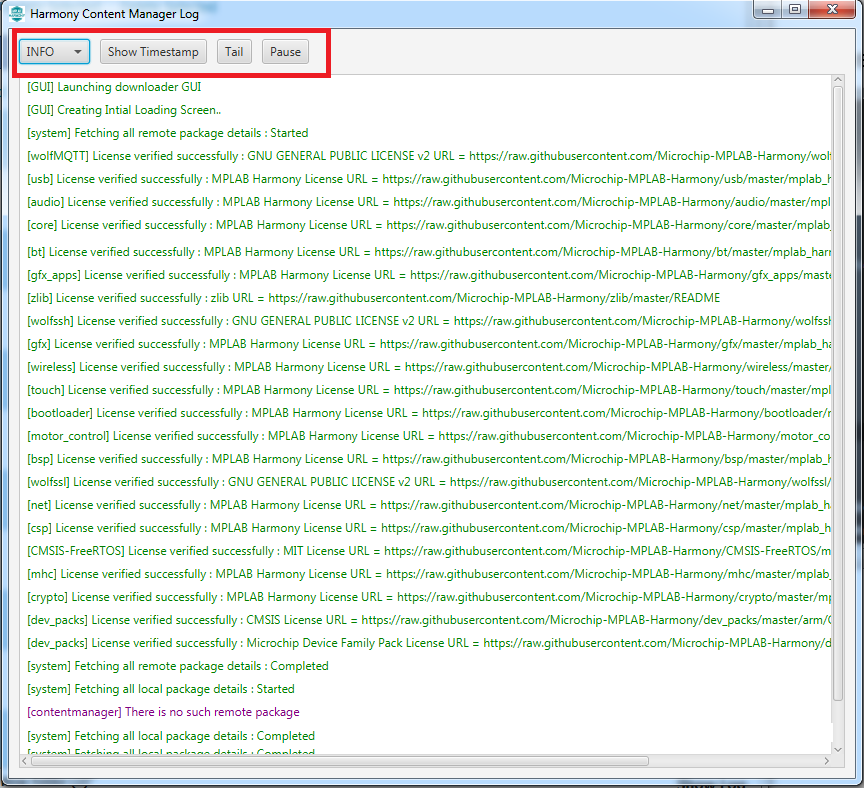 Harmony Content Manager Log
INFO Show Timestamp Tail Pause
[GUI] Launching downloader GUI
[GUI] Creating Intial Loading Screen..
[system] Fetching all remote package details : Started
[wolfMQTT] License verified successfully : GNU GENERAL PUBLIC LICENSE v2 URL = https://raw.githubusercontent.com/Microchip-MPLAB-Harmony/wolf
[usb] License verified successfully : MPLAB Harmony License URL = https://raw.githubusercontent.com/Microchip-MPLAB-Harmony/usb/master/mplab_h
[audio] License verified successfully : MPLAB Harmony License URL = https://raw.githubusercontent.com/Microchip-MPLAB-Harmony/audio/master/mpl
[core] License verified successfully : MPLAB Harmony License URL = https://raw.githubusercontent.com/Microchip-MPLAB-Harmony/core/master/mplab_
[bt] License verified successfully : MPLAB Harmony License URL = https://raw.githubusercontent.com/Microchip-MPLAB-Harmony/bt/master/mplab_harr
[gfx_apps] License verified successfully : MPLAB Harmony License URL = https://raw.githubusercontent.com/Microchip-MPLAB-Harmony/gfx_apps/maste
[zlib] License verified successfully : zlib URL = https://raw.githubusercontent.com/Microchip-MPLAB-Harmony/zlib/master/README
[wolfssh] License verified successfully : GNU GENERAL PUBLIC LICENSE v2 URL = https://raw.githubusercontent.com/Microchip-MPLAB-Harmony/wolfssh
[gfx] License verified successfully : MPLAB Harmony License URL = https://raw.githubusercontent.com/Microchip-MPLAB-Harmony/gfx/master/mplab_ha
[wireless] License verified successfully : MPLAB Harmony License URL = https://raw.githubusercontent.com/Microchip-MPLAB-Harmony/wireless/master/
[touch] License verified successfully : MPLAB Harmony License URL = https://raw.githubusercontent.com/Microchip-MPLAB-Harmony/touch/master/mpl
[bootloader] License verified successfully : MPLAB Harmony License URL = https://raw.githubusercontent.com/Microchip-MPLAB-Harmony/bootloader/r
[motor_control] License verified successfully : MPLAB Harmony License URL = https://raw.githubusercontent.com/Microchip-MPLAB-Harmony/motor_co
[bsp] License verified successfully : MPLAB Harmony License URL = https://raw.githubusercontent.com/Microchip-MPLAB-Harmony/bsp/master/mplab_h
[wolfssl] License verified successfully : GNU GENERAL PUBLIC LICENSE v2 URL = https://raw.githubusercontent.com/Microchip-MPLAB-Harmony/wolfssl/
[net] License verified successfully : MPLAB Harmony License URL = https://raw.githubusercontent.com/Microchip-MPLAB-Harmony/net/master/mplab_ha
[csp] License verified successfully : MPLAB Harmony License URL = https://raw.githubusercontent.com/Microchip-MPLAB-Harmony/csp/master/mplab_h
[CMSIS-FreeRTOS] License verified successfully : MIT License URL = https://raw.githubusercontent.com/Microchip-MPLAB-Harmony/CMSIS-FreeRTOS/m
[mhc] License verified successfully : MPLAB Harmony License URL = https://raw.githubusercontent.com/Microchip-MPLAB-Harmony/mhc/master/mplab_
[crypto] License verified successfully : MPLAB Harmony License URL = https://raw.githubusercontent.com/Microchip-MPLAB-Harmony/crypto/master/mp
[dev_packs] License verified successfully : CMSIS License URL = https://raw.githubusercontent.com/Microchip-MPLAB-Harmony/dev_packs/master/arm/C
[dev_packs] License verified successfully : Microchip Device Family Pack License URL = https://raw.githubusercontent.com/Microchip-MPLAB-Harmony/d
[system] Fetching all remote package details : Completed
[system] Fetching all local package details : Started
[contentmanager] There is no such remote package
[system] Fetching all local package details : Completed
[system] Fetching all local package details : Completed